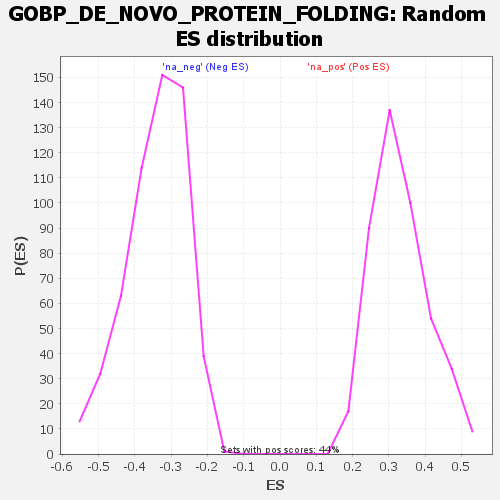 GOBP_DE_NOVO_PROTEIN_FOLDING: Random
ES distribution
'na_neg' (Neg ES) 'na_pos' (Pos ES)
150
140
130
120
110
100
90
80
70
60
50
40
30
20
10
0
P(ES)
Sets with pos scores: 44%
-0.6 -0.5 -0.4 -0.3 -0.2 -0.1 0.0 0.1 0.2 0.3 0.4 0.5
ES